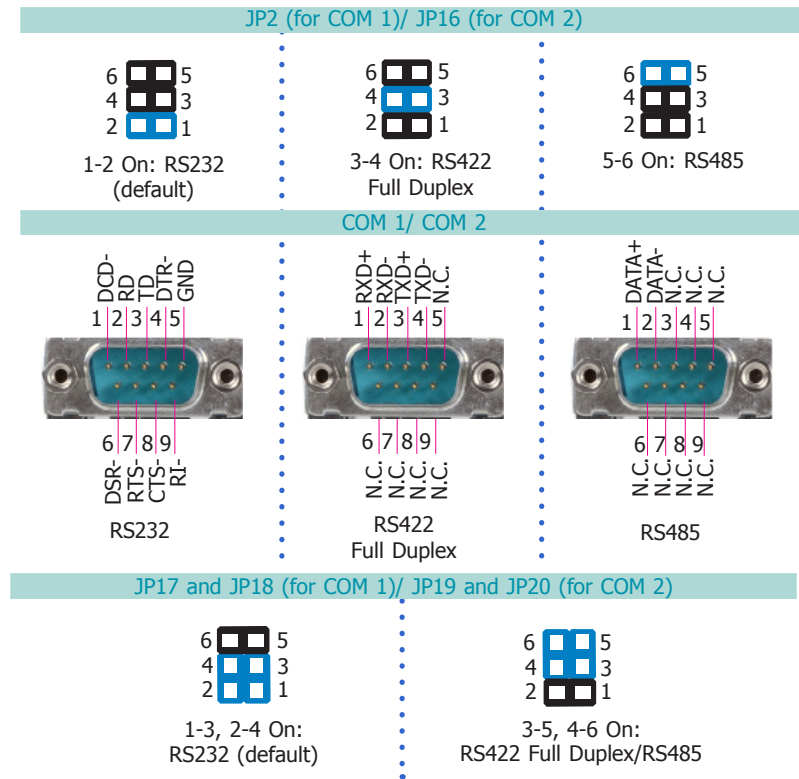 JP2 (for COM 1)/ JP16 (for COM 2)
6 5
4 3
2 1
1-2 On: RS232
(default)
6 5
4 3
2 1
3-4 On: RS422
Full Duplex
6 5
4 3
2 1
5-6 On: RS485
COM 1/ COM 2
DCD- RD TD DTR- GND
1 2 3 4 5
6 7 8 9
DSR- RTS- CTS- RI-
RS232
RXD+ RXD- TXD+ TXD- N.C.
1 2 3 4 5
6 7 8 9
N.C. N.C. N.C. N.C.
RS422
Full Duplex
DATA+ DATA- N.C. N.C. N.C.
1 2 3 4 5
6 7 8 9
N.C. N.C. N.C. N.C.
RS485
JP17 and JP18 (for COM 1)/ JP19 and JP20 (for COM 2)
6 5
4 3
2 1
1-3, 2-4 On:
RS232 (default)
6 5
4 3
2 1
3-5, 4-6 On:
RS422 Full Duplex/RS485